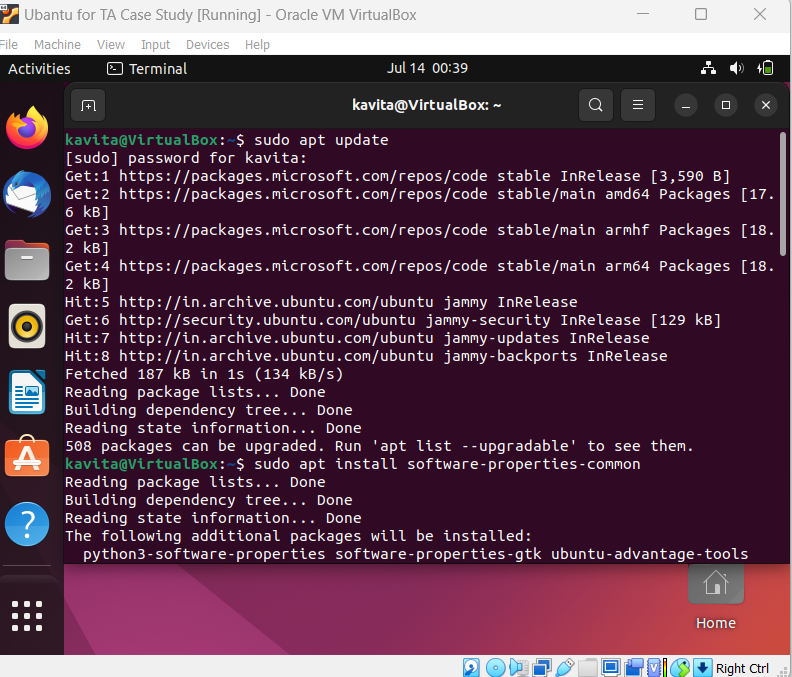 Ubantu for TA Case Study [Running] - Oracle VM VirtualBox
File Machine View Input Devices Help
Activities Terminal Jul 14 00:39
kavita@VirtualBox: ~
kavita@VirtualBox:~$ sudo apt update
[sudo] password for kavita:
Get:1 https://packages.microsoft.com/repos/code stable InRelease [3,590 B]
Get:2 https://packages.microsoft.com/repos/code stable/main amd64 Packages [17.
6 kB]
Get:3 https://packages.microsoft.com/repos/code stable/main armhf Packages [18.
2 kB]
Get:4 https://packages.microsoft.com/repos/code stable/main arm64 Packages [18.
2 kB]
Hit:5 http://in.archive.ubuntu.com/ubuntu jammy InRelease
Get:6 http://security.ubuntu.com/ubuntu jammy-security InRelease [129 kB]
Hit:7 http://in.archive.ubuntu.com/ubuntu jammy-updates InRelease
Hit:8 http://in.archive.ubuntu.com/ubuntu jammy-backports InRelease
Fetched 187 kB in 1s (134 kB/s)
Reading package lists... Done
Building dependency tree... Done
Reading state information... Done
508 packages can be upgraded. Run 'apt list --upgradable' to see them.
kavita@VirtualBox:~$ sudo apt install software-properties-common
Reading package lists... Done
Building dependency tree... Done
Reading state information... Done
The following additional packages will be installed:
python3-software-properties software-properties-gtk ubuntu-advantage-tools
Home
Right Ctrl